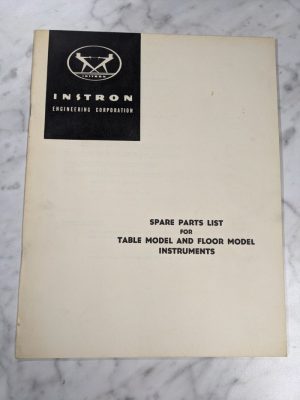 INSTRON
INSTRON
ENGINEERING CORPORATION
SPARE PARTS LIST
FOR
TABLE MODEL AND FLOOR MODEL
INSTRUMENTS